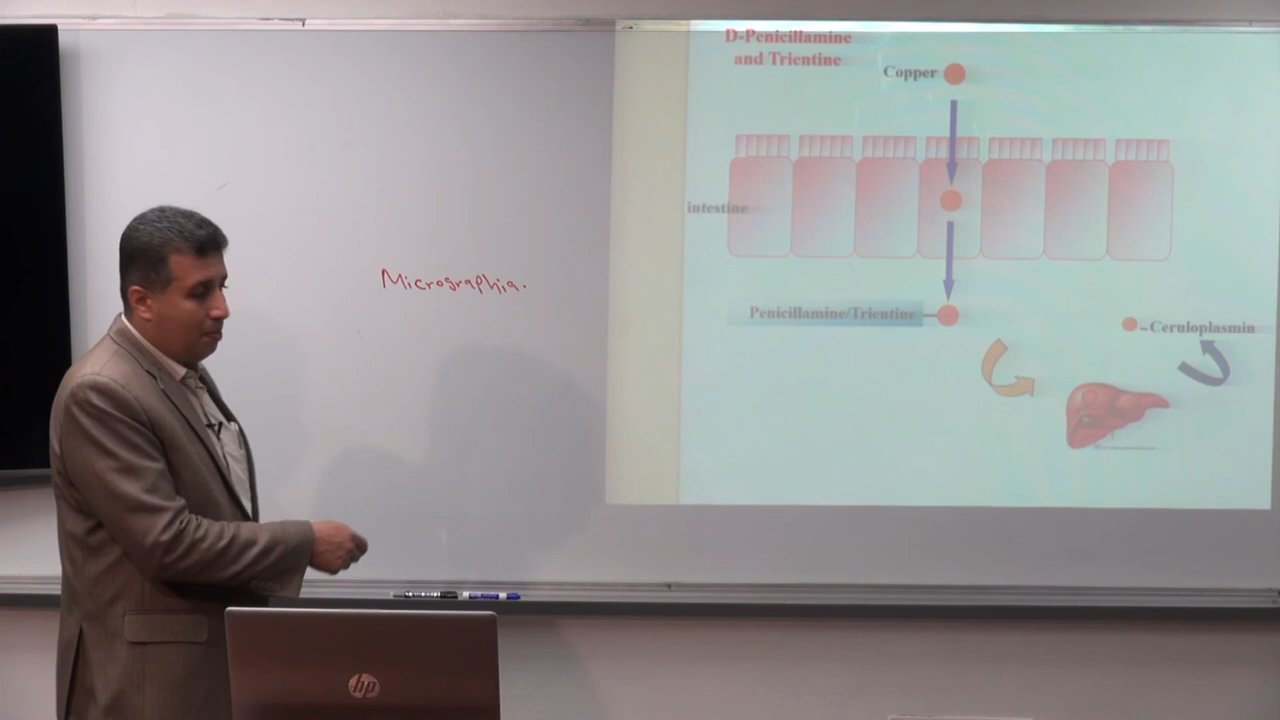 D-Penicillamine
and Trientine
Copper
intestine
Micrographia.
Penicillamine/Trientine
Ceruloplasmin
hp